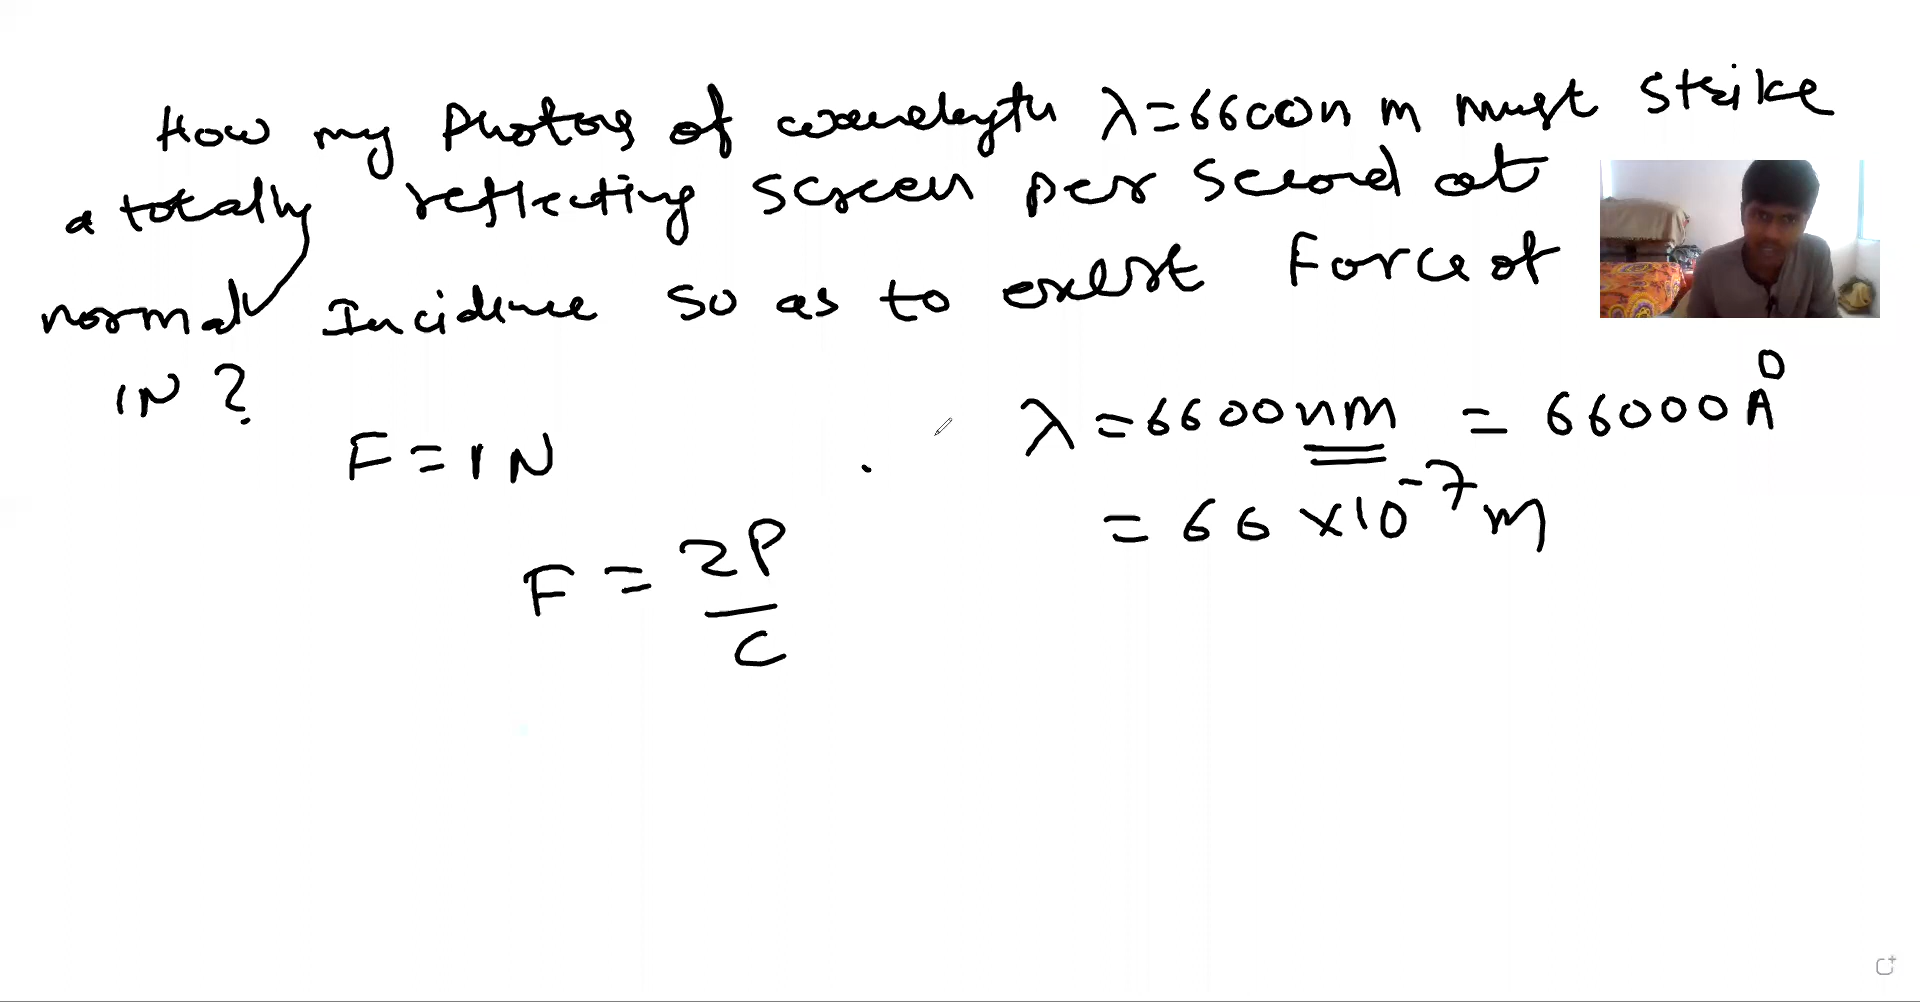 How my Photons of wavelength λ=6600nm must strike
a totally reflecting screen per second at
normal Incidence so as to exert Force of
1N ?
F = 1N
λ = 6600nm = 66000 Å
= 66 × 10⁻⁷ m
F = 2P/C